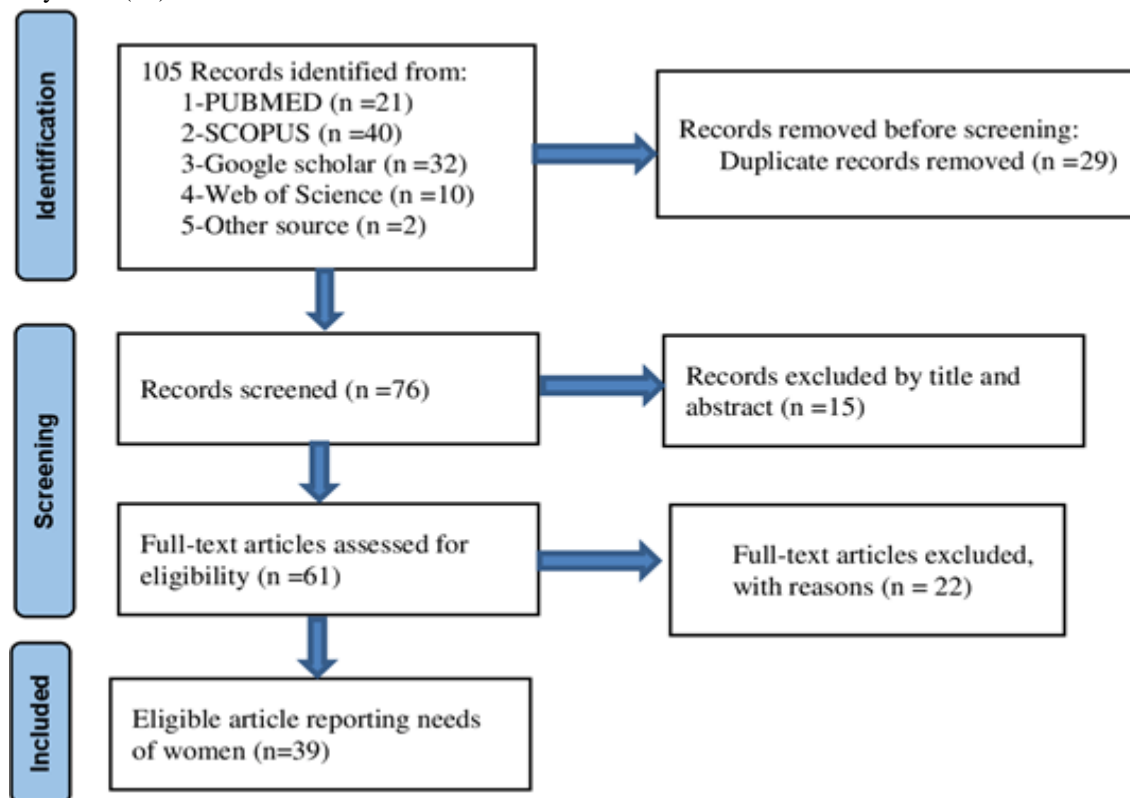 Identification
105 Records identified from:
1-PUBMED (n =21)
2-SCOPUS (n =40)
3-Google scholar (n =32)
4-Web of Science (n =10)
5-Other source (n =2)
Records removed before screening:
Duplicate records removed (n =29)
Screening
Records screened (n =76)
Records excluded by title and
abstract (n =15)
Full-text articles assessed for
eligibility (n =61)
Full-text articles excluded,
with reasons (n = 22)
Included
Eligible article reporting needs
of women (n=39)